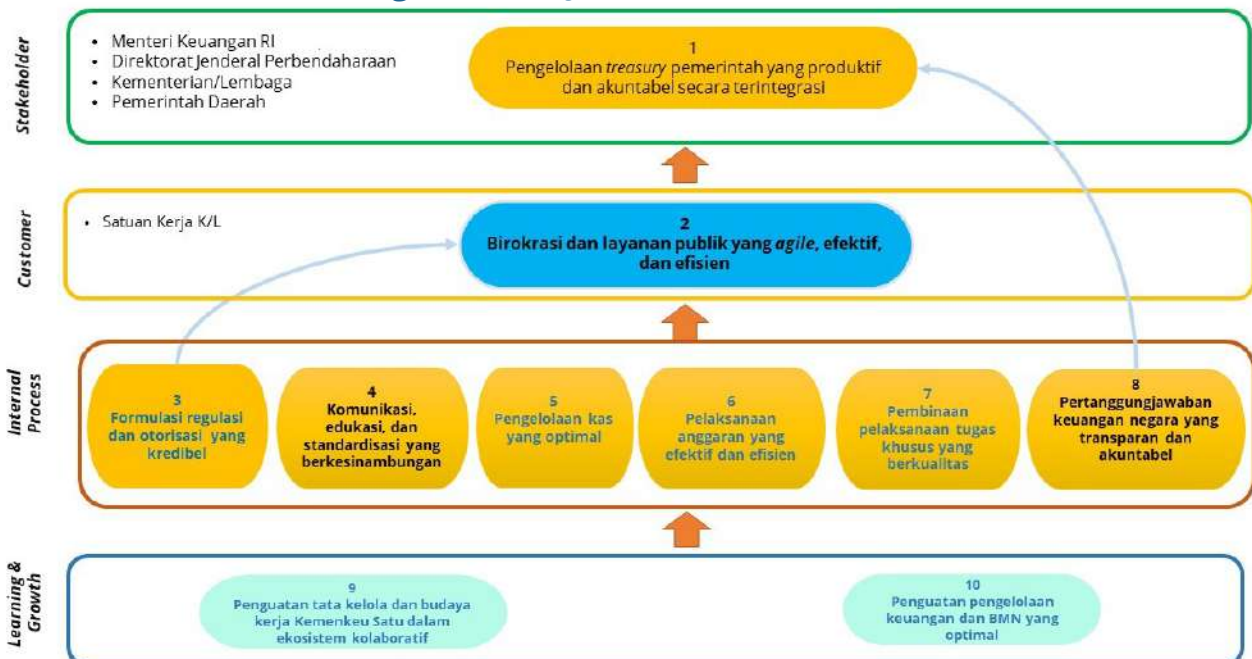 Stakeholder
• Menteri Keuangan RI
• Direktorat Jenderal Perbendaharaan
• Kementerian/Lembaga
• Pemerintah Daerah
1
Pengelolaan treasury pemerintah yang produktif
dan akuntabel secara terintegrasi
Customer
• Satuan Kerja K/L
2
Birokrasi dan layanan publik yang agile, efektif,
dan efisien
Internal
Process
3
Formulasi regulasi
dan otorisasi yang
kredibel
4
Komunikasi,
edukasi, dan
standardisasi yang
berkesinambungan
5
Pengelolaan kas
yang optimal
6
Pelaksanaan
anggaran yang
efektif dan efisien
7
Pembinaan
pelaksanaan tugas
khusus yang
berkualitas
8
Pertanggungjawaban
keuangan negara yang
transparan dan
akuntabel
Learning &
Growth
9
Penguatan tata kelola dan budaya
kerja Kemenkeu Satu dalam
ekosistem kolaboratif
10
Penguatan pengelolaan
keuangan dan BMN yang
optimal